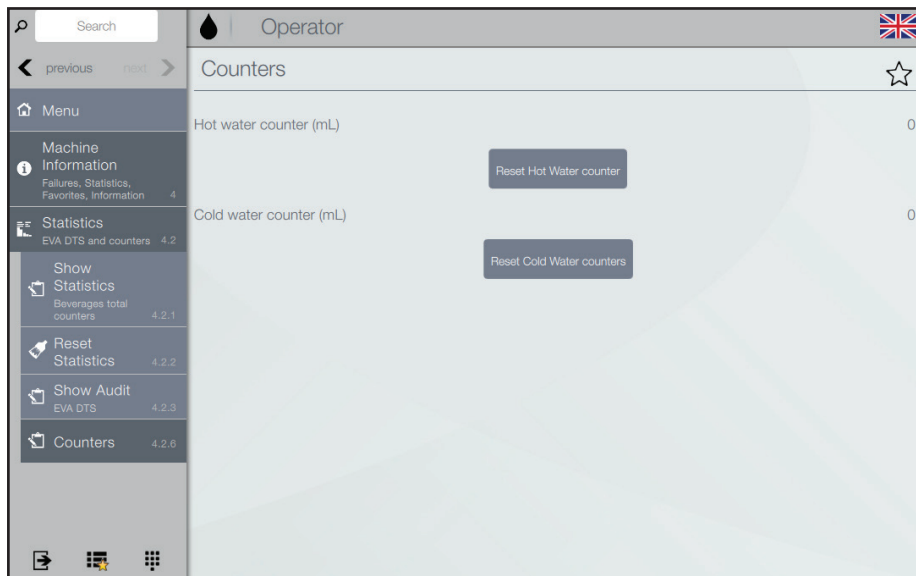 Search
previous next
Menu
Machine
Information
Failures, Statistics,
Favorites, Information 4
Statistics
EVA DTS and counters 4.2
Show
Statistics
Beverages total
counters 4.2.1
Reset
Statistics 4.2.2
Show Audit
EVA DTS 4.2.3
Counters 4.2.6
Operator
Counters
Hot water counter (mL) 0
Reset Hot Water counter
Cold water counter (mL) 0
Reset Cold Water counters